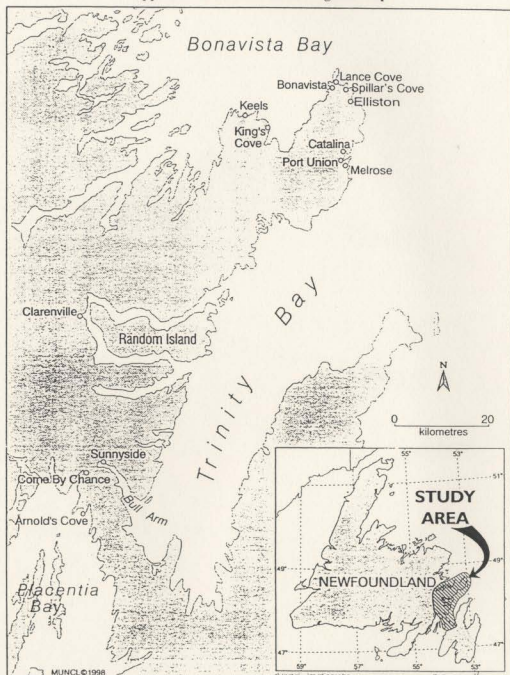 Bonavista Bay
Lance Cove
Bonavista
Spillar's Cove
Elliston
Keels
King's
Cove
Catalina
Port Union
Melrose
Clarenville
Random Island
Trinity Bay
N
0 20
kilometres
Sunnyside
Come By Chance
Bull Arm
Arnold's Cove
Placentia
Bay
55° 53°
51°
STUDY
AREA
49°
49°
NEWFOUNDLAND
47°
47°
59° 57° 55° 53°
MUNCL©1998